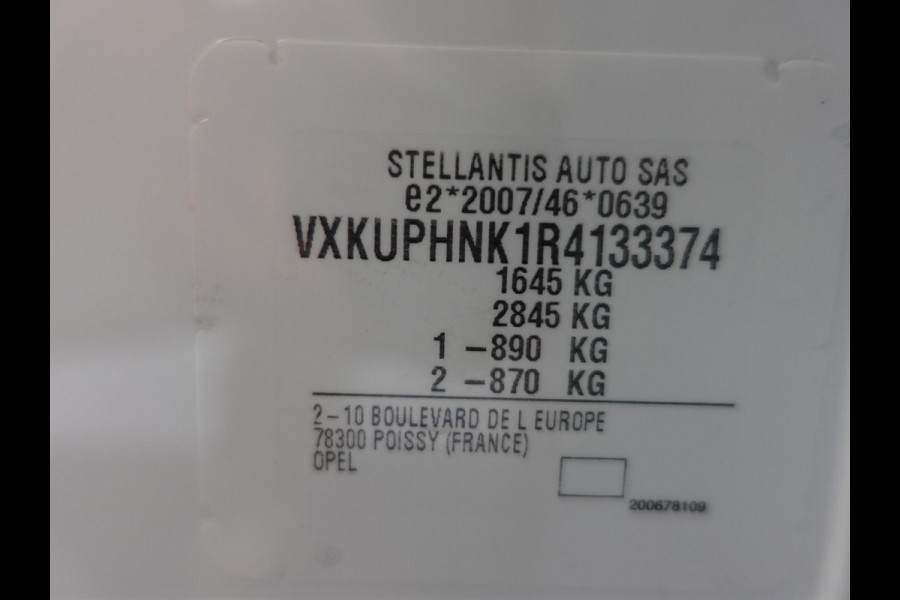 STELLANTIS AUTO SAS
e2*2007/46*0639
VXKUPHNK1R4133374
1645 KG
2845 KG
1 -890 KG
2 -870 KG
2-10 BOULEVARD DE L EUROPE
78300 POISSY (FRANCE)
OPEL
200678109